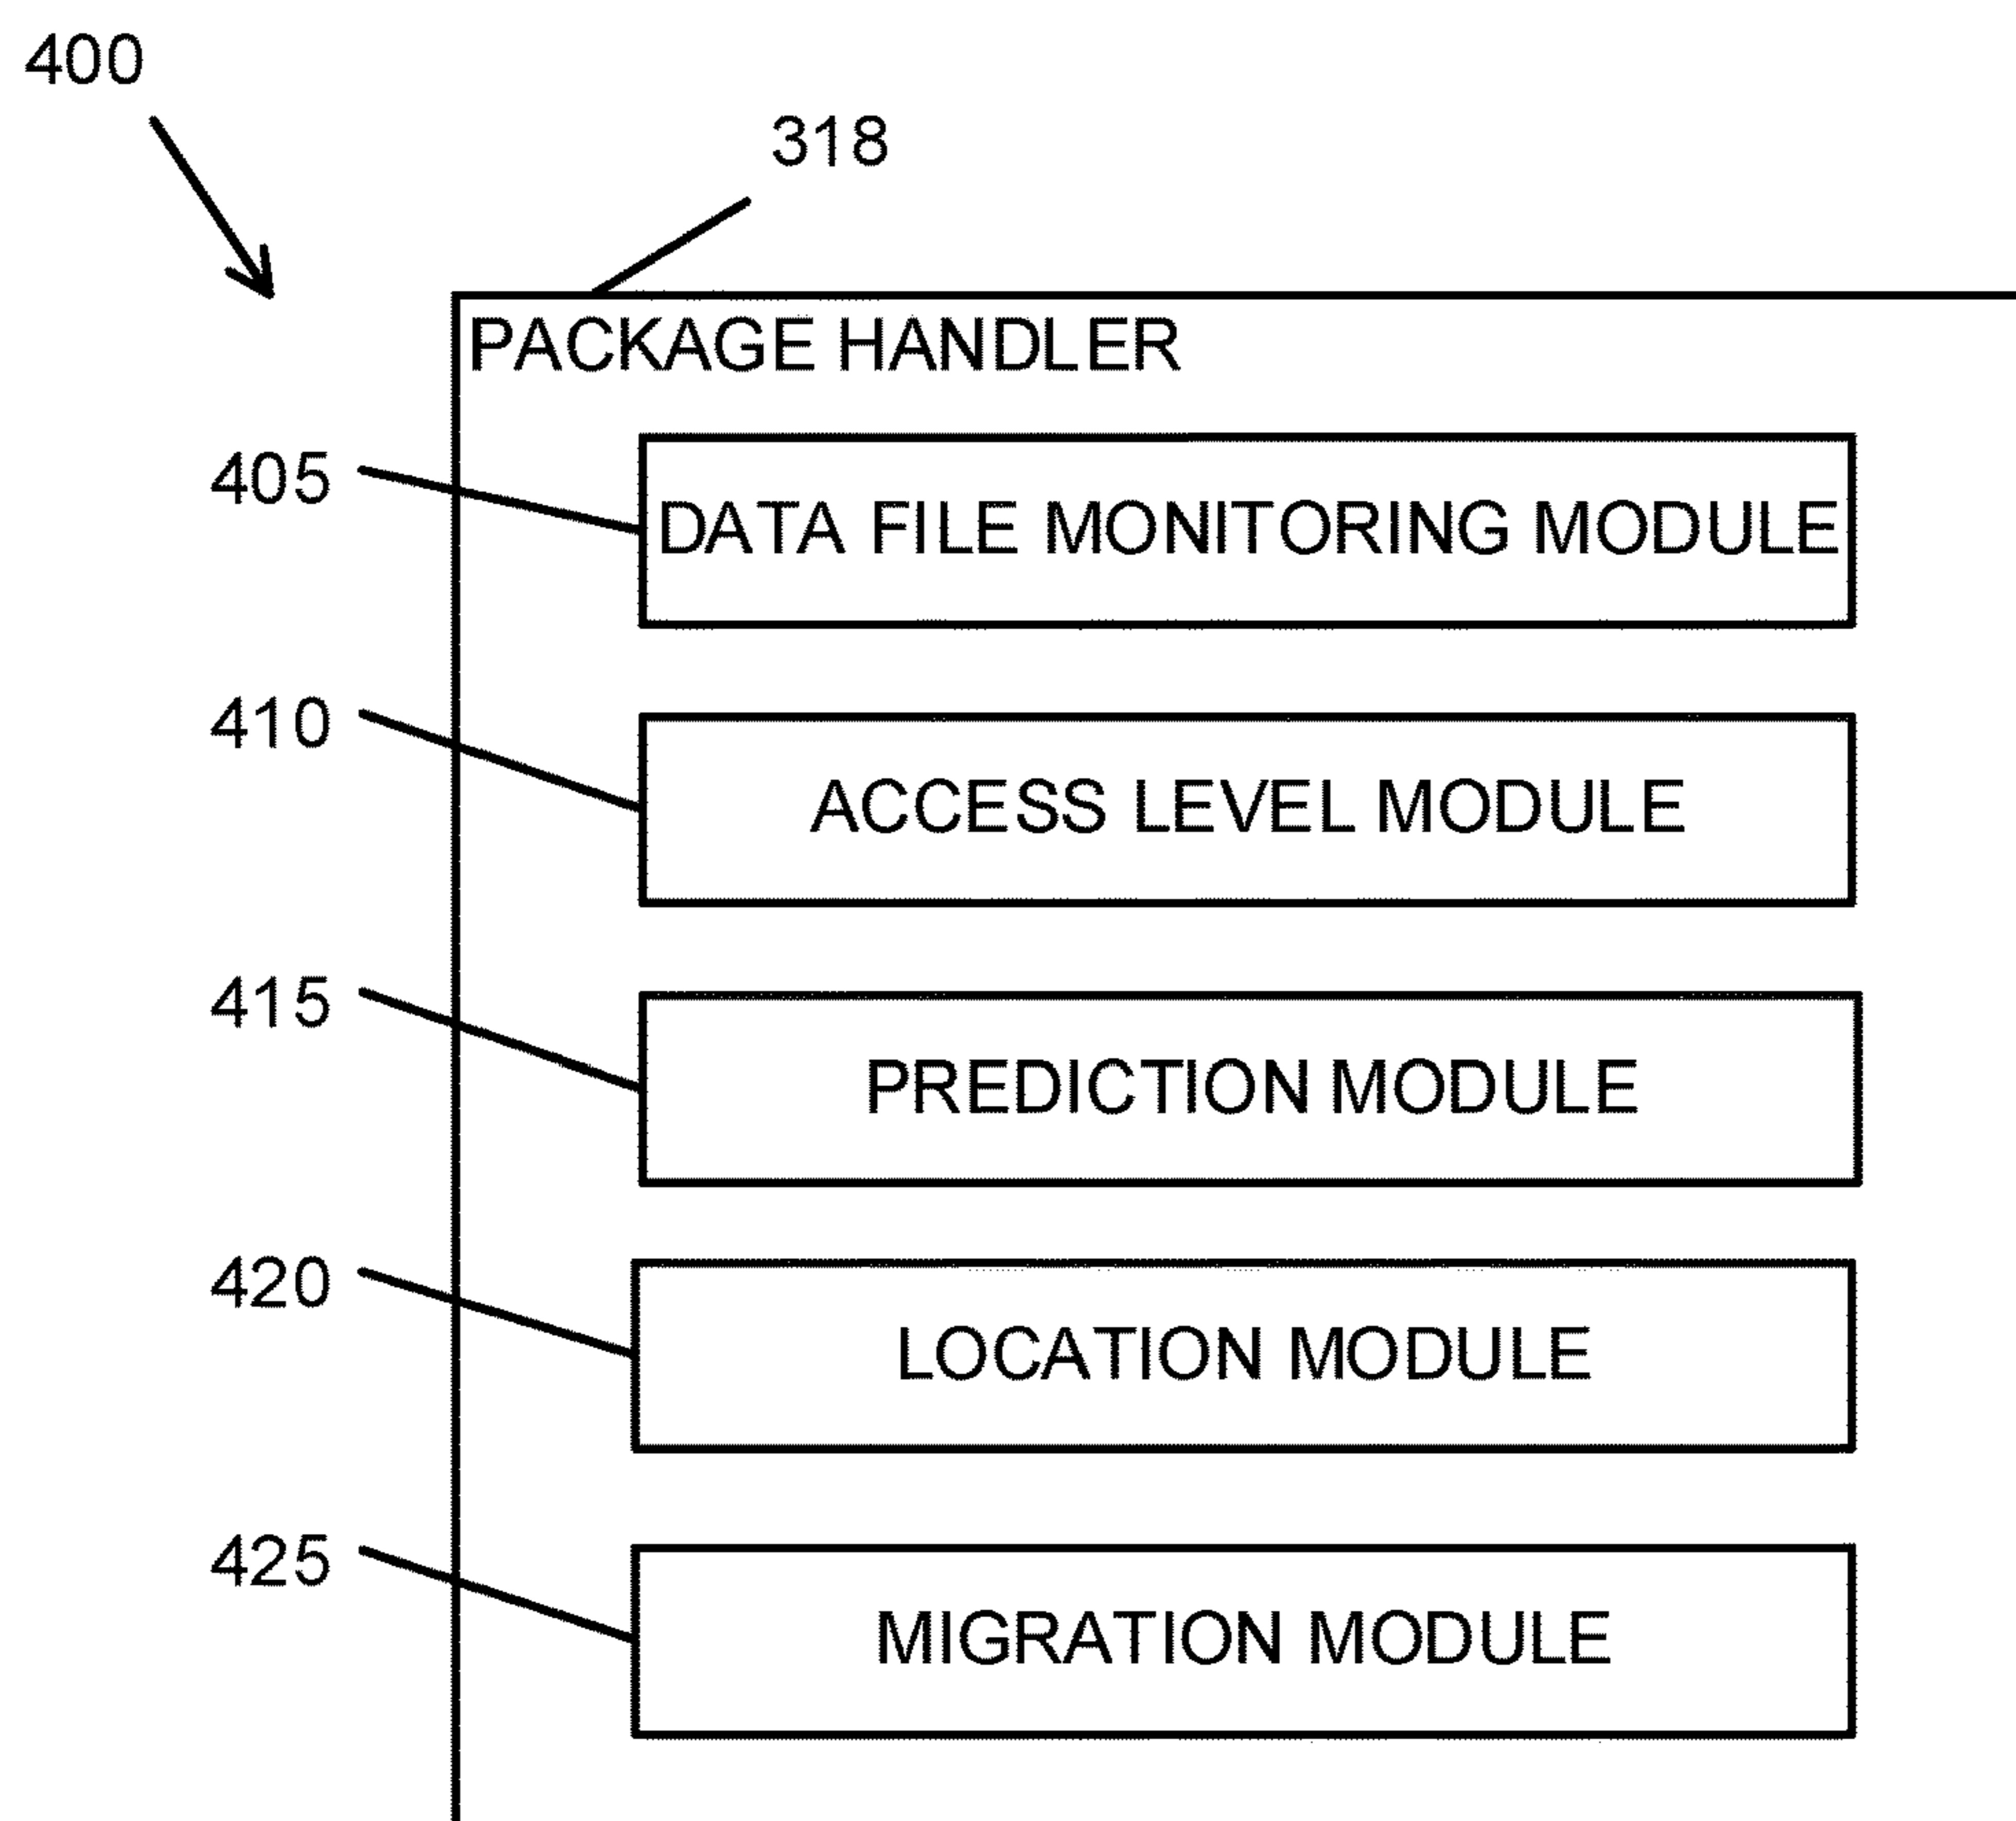 400
318
PACKAGE HANDLER
405
DATA FILE MONITORING MODULE
410
ACCESS LEVEL MODULE
415
PREDICTION MODULE
420
LOCATION MODULE
425
MIGRATION MODULE